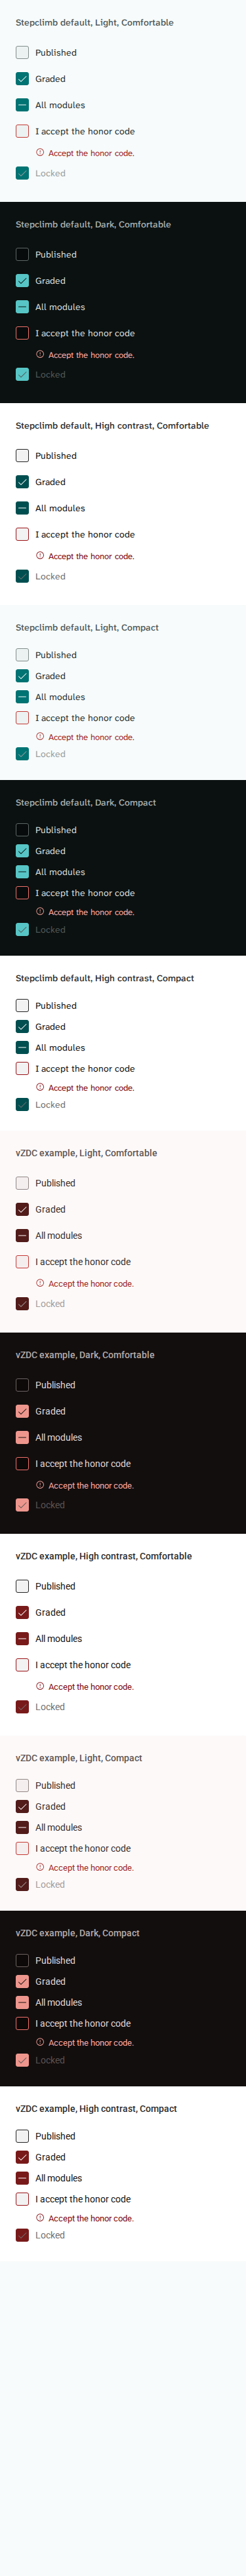 Stepclimb default, Light, Comfortable
Published
Graded
All modules
I accept the honor code
Accept the honor code.
Locked
Stepclimb default, Dark, Comfortable
Published
Graded
All modules
I accept the honor code
Accept the honor code.
Locked
Stepclimb default, High contrast, Comfortable
Published
Graded
All modules
I accept the honor code
Accept the honor code.
Locked
Stepclimb default, Light, Compact
Published
Graded
All modules
I accept the honor code
Accept the honor code.
Locked
Stepclimb default, Dark, Compact
Published
Graded
All modules
I accept the honor code
Accept the honor code.
Locked
Stepclimb default, High contrast, Compact
Published
Graded
All modules
I accept the honor code
Accept the honor code.
Locked
vZDC example, Light, Comfortable
Published
Graded
All modules
I accept the honor code
Accept the honor code.
Locked
vZDC example, Dark, Comfortable
Published
Graded
All modules
I accept the honor code
Accept the honor code.
Locked
vZDC example, High contrast, Comfortable
Published
Graded
All modules
I accept the honor code
Accept the honor code.
Locked
vZDC example, Light, Compact
Published
Graded
All modules
I accept the honor code
Accept the honor code.
Locked
vZDC example, Dark, Compact
Published
Graded
All modules
I accept the honor code
Accept the honor code.
Locked
vZDC example, High contrast, Compact
Published
Graded
All modules
I accept the honor code
Accept the honor code.
Locked